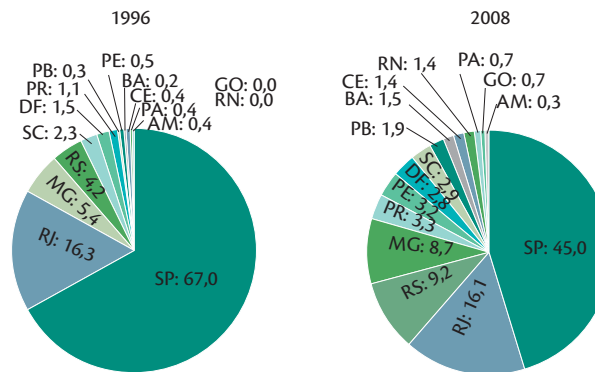 1996
PE: 0,5
PB: 0,3
BA: 0,2
GO: 0,0
PR: 1,1
CE: 0,4
RN: 0,0
DF: 1,5
PA: 0,4
SC: 2,3
AM: 0,4
RS: 4,2
MG: 5,4
RJ: 16,3
SP: 67,0
2008
RN: 1,4
PA: 0,7
CE: 1,4
GO: 0,7
BA: 1,5
AM: 0,3
PB: 1,9
SC: 2,9
DF: 2,8
PE: 3,2
PR: 3,3
MG: 8,7
SP: 45,0
RS: 9,2
RJ: 16,1